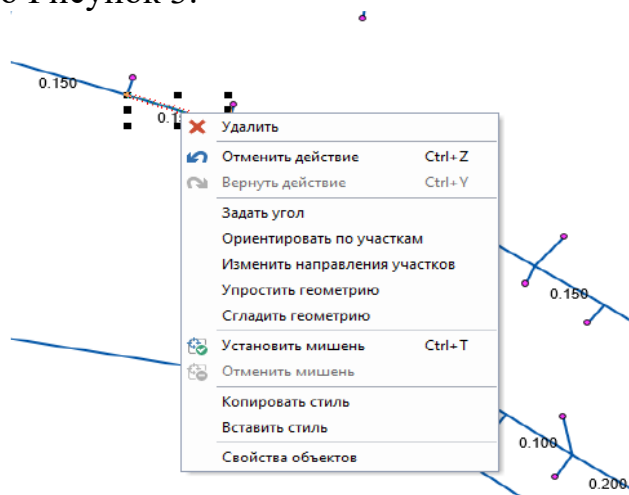 Рисунок 3.
0.150
Удалить
Отменить действие Ctrl+Z
Вернуть действие Ctrl+Y
Задать угол
Ориентировать по участкам
Изменить направления участков
Упростить геометрию
Сгладить геометрию
Установить мишень Ctrl+T
Отменить мишень
Копировать стиль
Вставить стиль
Свойства объектов
0.150
0.100
0.200